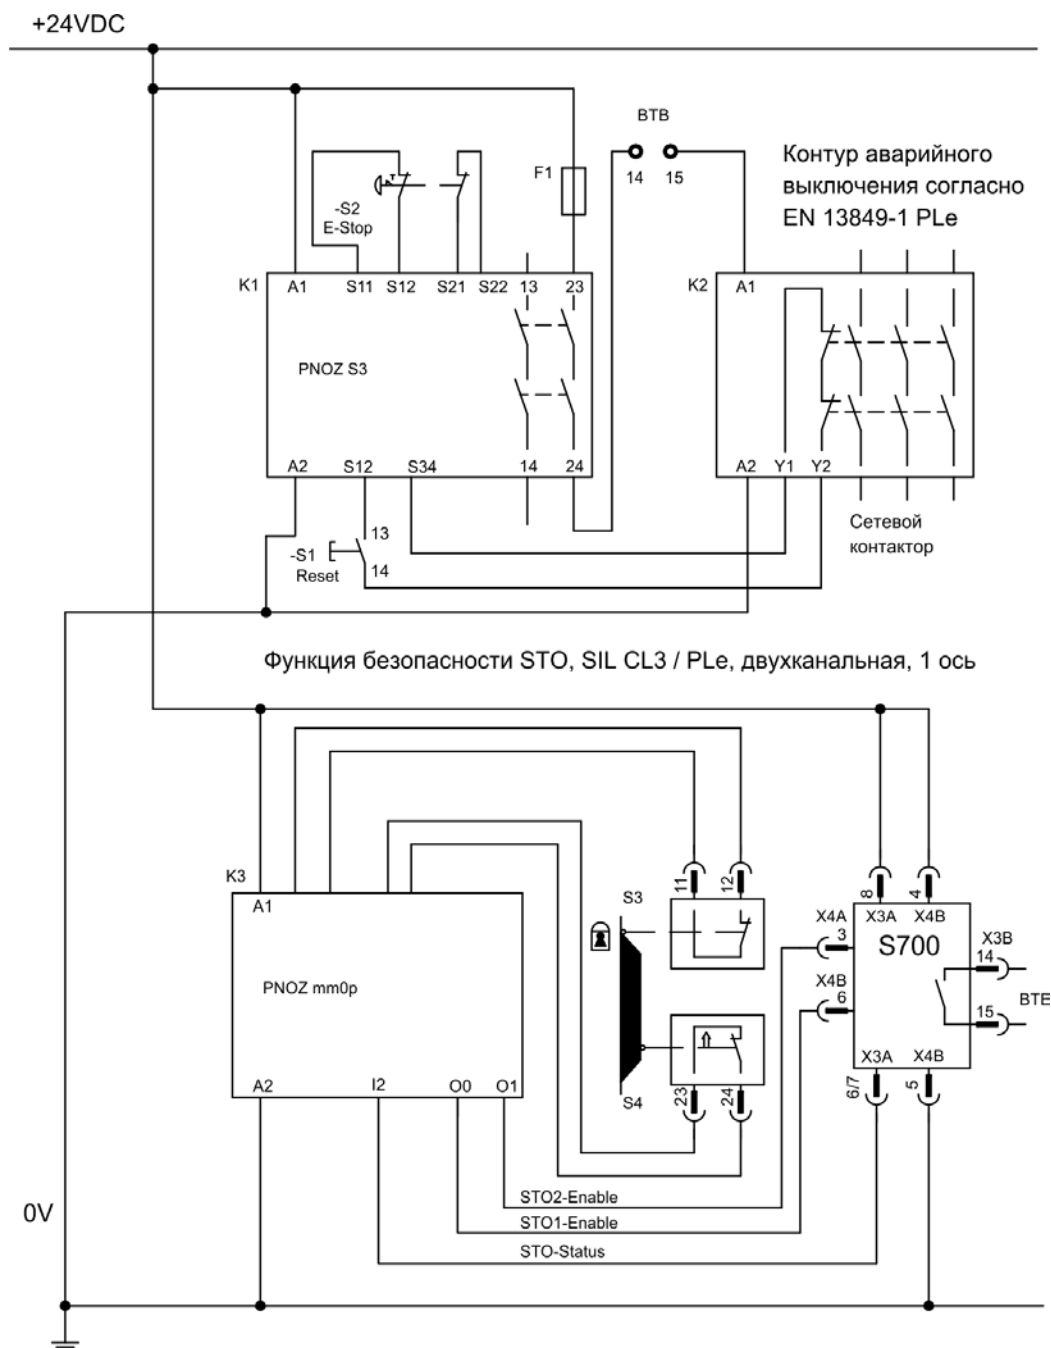 +24VDC
BTB
14
15
Контур аварийного
выключения согласно
EN 13849-1 PLe
F1
-S2
E-Stop
K1
A1
S11
S12
S21
S22
13
23
K2
A1
PNOZ S3
A2
S12
S34
14
24
A2
Y1
Y2
13
-S1
14
Reset
Сетевой
контактор
Функция безопасности STO, SIL CL3 / PLe, двухканальная, 1 ось
K3
A1
S3
11
12
8
4
X3A
X4B
X4A
3
S700
X3B
14
PNOZ mm0p
X4B
6
15
BTE
X3A
X4B
A2
I2
O0
O1
S4
23
24
6/7
5
STO2-Enable
STO1-Enable
STO-Status
0V